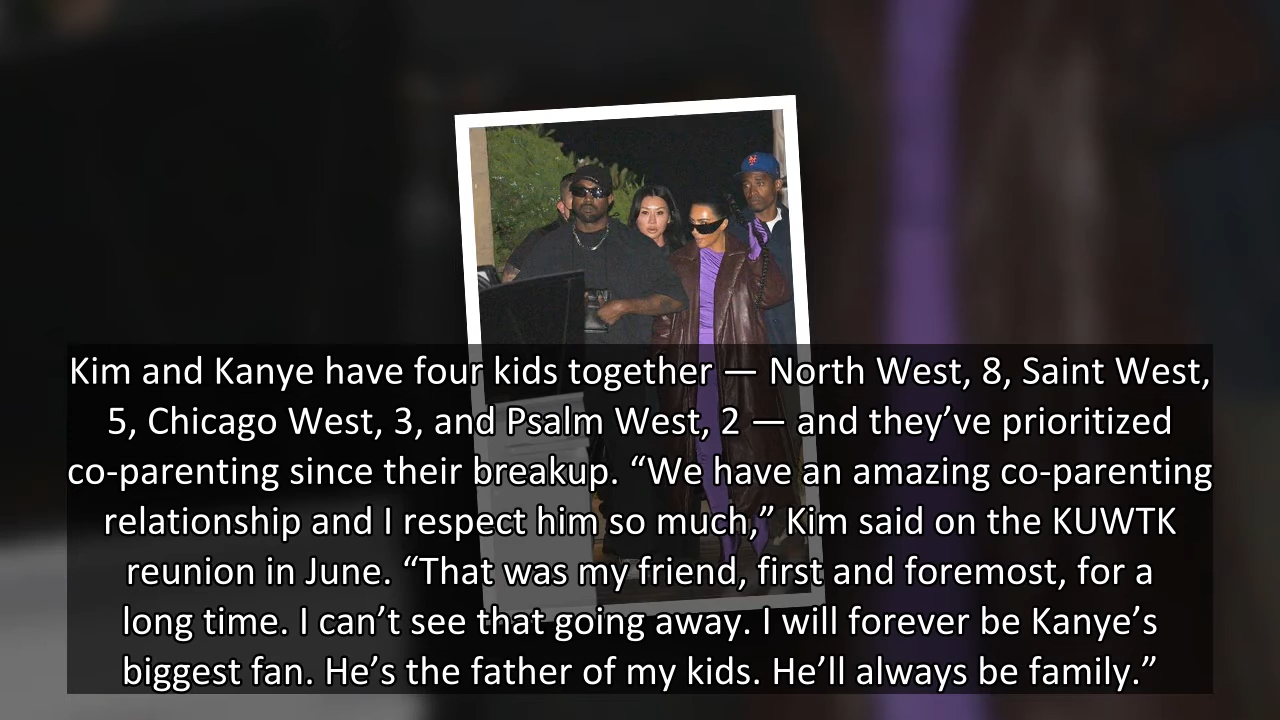 Kim and Kanye have four kids together — North West, 8, Saint West,
5, Chicago West, 3, and Psalm West, 2 — and they’ve prioritized
co-parenting since their breakup. “We have an amazing co-parenting
relationship and I respect him so much,” Kim said on the KUWTK
reunion in June. “That was my friend, first and foremost, for a
long time. I can’t see that going away. I will forever be Kanye’s
biggest fan. He’s the father of my kids. He’ll always be family.”